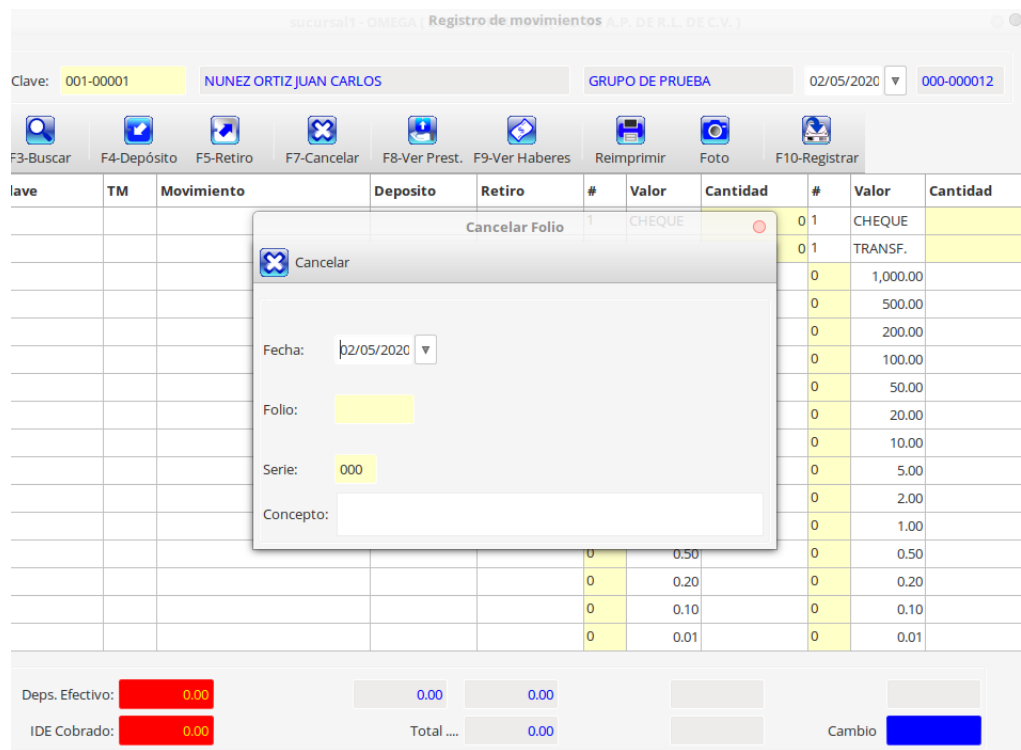 sucursal1 - OMEGA ( Registro de movimientos A.P. DE R.L. DE C.V. )
Clave: 001-00001 NUNEZ ORTIZ JUAN CARLOS GRUPO DE PRUEBA 02/05/2020 000-000012
F3-Buscar F4-Depósito F5-Retiro F7-Cancelar F8-Ver Prest. F9-Ver Haberes Reimprimir Foto F10-Registrar
lave TM Movimiento Deposito Retiro # Valor Cantidad # Valor Cantidad
1 CHEQUE 0 1 CHEQUE
Cancelar Folio
0 1 TRANSF.
Cancelar
0 1,000.00
0 500.00
0 200.00
Fecha: 02/05/2020
0 100.00
0 50.00
Folio:
0 20.00
0 10.00
Serie: 000
0 5.00
0 2.00
Concepto:
0 1.00
0 0.50 0 0.50
0 0.20 0 0.20
0 0.10 0 0.10
0 0.01 0 0.01
Deps. Efectivo: 0.00 0.00 0.00
IDE Cobrado: 0.00 Total .... 0.00 Cambio